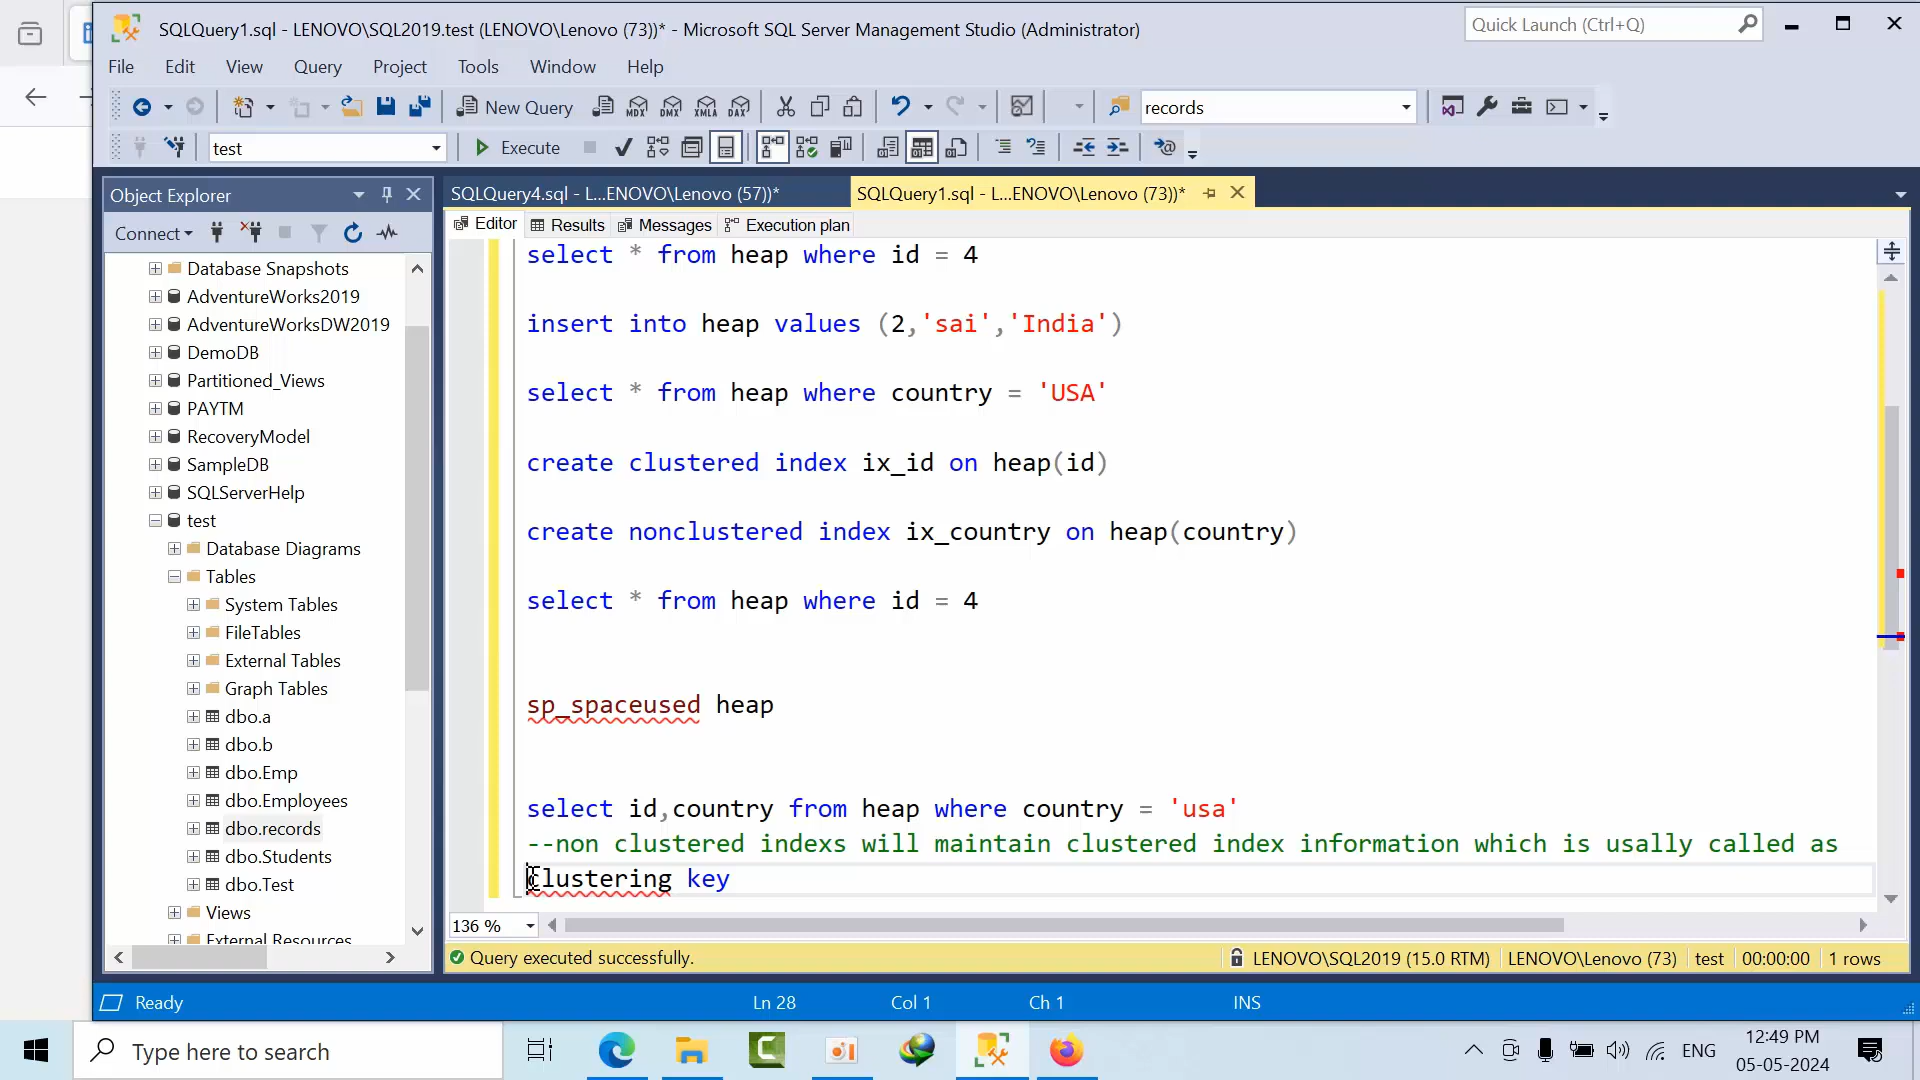 SQLQuery1.sql - LENOVO\SQL2019.test (LENOVO\Lenovo (73))* - Microsoft SQL Server Management Studio (Administrator)
Quick Launch (Ctrl+Q)
File Edit View Query Project Tools Window Help
New Query
MDX DMX XMLA DAX
records
test
Execute
Object Explorer
SQLQuery4.sql - L...ENOVO\Lenovo (57))*
SQLQuery1.sql - L...ENOVO\Lenovo (73))*
Connect
Editor Results Messages Execution plan
Database Snapshots
AdventureWorks2019
AdventureWorksDW2019
DemoDB
Partitioned_Views
PAYTM
RecoveryModel
SampleDB
SQLServerHelp
test
Database Diagrams
Tables
System Tables
FileTables
External Tables
Graph Tables
dbo.a
dbo.b
dbo.Emp
dbo.Employees
dbo.records
dbo.Students
dbo.Test
Views
External Resources
select * from heap where id = 4
insert into heap values (2,'sai','India')
select * from heap where country = 'USA'
create clustered index ix_id on heap(id)
create nonclustered index ix_country on heap(country)
select * from heap where id = 4
sp_spaceused heap
select id,country from heap where country = 'usa'
--non clustered indexs will maintain clustered index information which is usally called as
clustering key
136 %
Query executed successfully.
LENOVO\SQL2019 (15.0 RTM) LENOVO\Lenovo (73) test 00:00:00 1 rows
Ready Ln 28 Col 1 Ch 1 INS
Type here to search
ENG
12:49 PM
05-05-2024